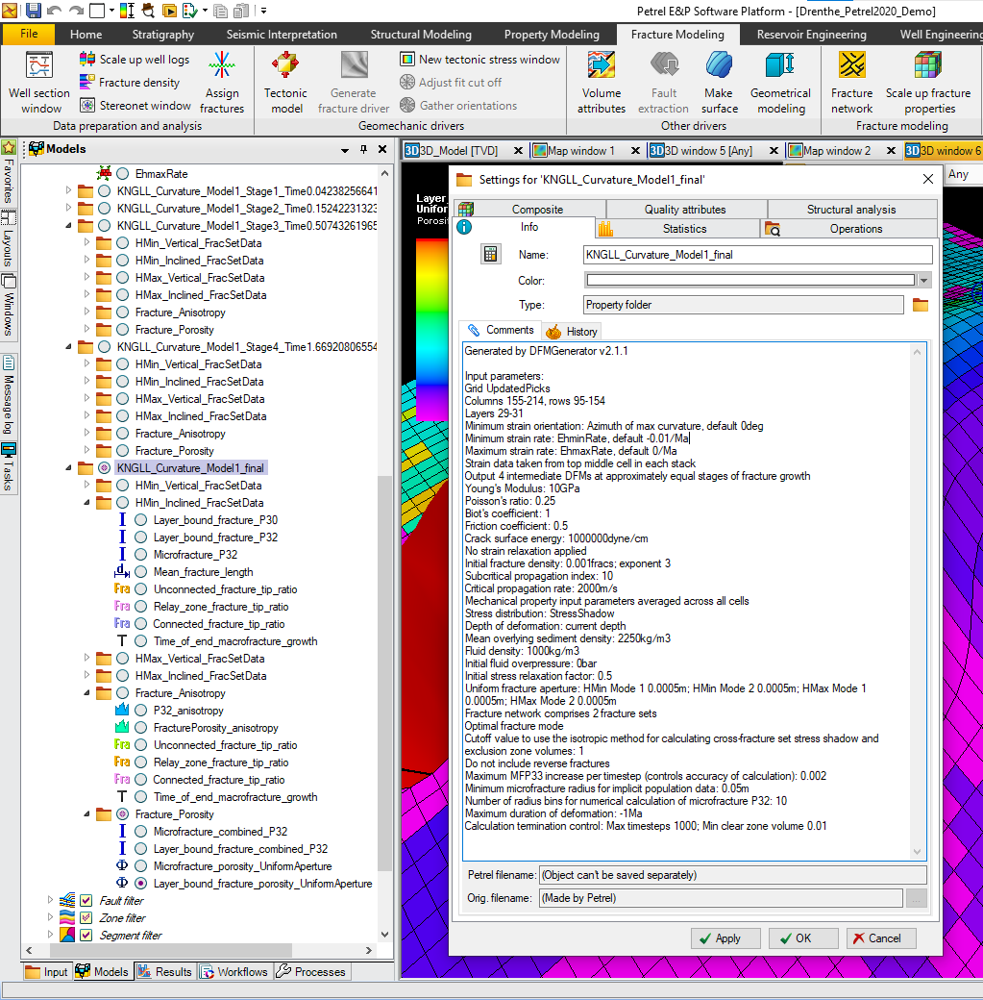 Petrel E&P Software Platform - [Drenthe_Petrel2020_Demo]
File
Home
Stratigraphy
Seismic Interpretation
Structural Modeling
Property Modeling
Fracture Modeling
Reservoir Engineering
Well Engineering
Well section window
Scale up well logs
Fracture density
Stereonet window
Assign fractures
Data preparation and analysis
Tectonic model
Generate fracture driver
New tectonic stress window
Adjust fit cut off
Gather orientations
Geomechanic drivers
Volume attributes
Fault extraction
Make surface
Geometrical modeling
Other drivers
Fracture network
Scale up fracture properties
Fracture modeling
Favorites
Layouts
Windows
Message log
Tasks
Models
EhmaxRate
KNGLL_Curvature_Model1_Stage1_Time0.04238256641
KNGLL_Curvature_Model1_Stage2_Time0.15242231323
KNGLL_Curvature_Model1_Stage3_Time0.50743261965
HMin_Vertical_FracSetData
HMin_Inclined_FracSetData
HMax_Vertical_FracSetData
HMax_Inclined_FracSetData
Fracture_Anisotropy
Fracture_Porosity
KNGLL_Curvature_Model1_Stage4_Time1.66920806554
HMin_Vertical_FracSetData
HMin_Inclined_FracSetData
HMax_Vertical_FracSetData
HMax_Inclined_FracSetData
Fracture_Anisotropy
Fracture_Porosity
KNGLL_Curvature_Model1_final
HMin_Vertical_FracSetData
HMin_Inclined_FracSetData
Layer_bound_fracture_P30
Layer_bound_fracture_P32
Microfracture_P32
Mean_fracture_length
Fra Unconnected_fracture_tip_ratio
Fra Relay_zone_fracture_tip_ratio
Fra Connected_fracture_tip_ratio
T Time_of_end_macrofracture_growth
HMax_Vertical_FracSetData
HMax_Inclined_FracSetData
Fracture_Anisotropy
P32_anisotropy
FracturePorosity_anisotropy
Fra Unconnected_fracture_tip_ratio
Fra Relay_zone_fracture_tip_ratio
Fra Connected_fracture_tip_ratio
T Time_of_end_macrofracture_growth
Fracture_Porosity
Microfracture_combined_P32
Layer_bound_fracture_combined_P32
Φ Microfracture_porosity_UniformAperture
Φ Layer_bound_fracture_porosity_UniformAperture
Fault filter
Zone filter
Segment filter
Input
Models
Results
Workflows
Processes
3D 3D_Model [TVD]
Map window 1
3D 3D window 5 [Any]
Map window 2
3D 3D window 6
Any
Layer_
Uniform
Porosity
Settings for 'KNGLL_Curvature_Model1_final'
Composite
Quality attributes
Structural analysis
Info
Statistics
Operations
Name:
KNGLL_Curvature_Model1_final
Color:
Type:
Property folder
Comments
History
Generated by DFMGenerator v2.1.1
Input parameters:
Grid UpdatedPicks
Columns 155-214, rows 95-154
Layers 29-31
Minimum strain orientation: Azimuth of max curvature, default 0deg
Minimum strain rate: EhminRate, default -0.01/Ma
Maximum strain rate: EhmaxRate, default 0/Ma
Strain data taken from top middle cell in each stack
Output 4 intermediate DFMs at approximately equal stages of fracture growth
Young's Modulus: 10GPa
Poisson's ratio: 0.25
Biot's coefficient: 1
Friction coefficient: 0.5
Crack surface energy: 1000000dyne/cm
No strain relaxation applied
Initial fracture density: 0.001fracs; exponent 3
Subcritical propagation index: 10
Critical propagation rate: 2000m/s
Mechanical property input parameters averaged across all cells
Stress distribution: StressShadow
Depth of deformation: current depth
Mean overlying sediment density: 2250kg/m3
Fluid density: 1000kg/m3
Initial fluid overpressure: 0bar
Initial stress relaxation factor: 0.5
Uniform fracture aperture: HMin Mode 1 0.0005m; HMin Mode 2 0.0005m; HMax Mode 1
0.0005m; HMax Mode 2 0.0005m
Fracture network comprises 2 fracture sets
Optimal fracture mode
Cutoff value to use the isotropic method for calculating cross-fracture set stress shadow and
exclusion zone volumes: 1
Do not include reverse fractures
Maximum MFP33 increase per timestep (controls accuracy of calculation): 0.002
Minimum microfracture radius for implicit population data: 0.05m
Number of radius bins for numerical calculation of microfracture P32: 10
Maximum duration of deformation: -1Ma
Calculation temination control: Max timesteps 1000; Min clear zone volume 0.01
Petrel filename:
(Object can't be saved separately)
Orig. filename:
(Made by Petrel)
...
Apply
OK
Cancel